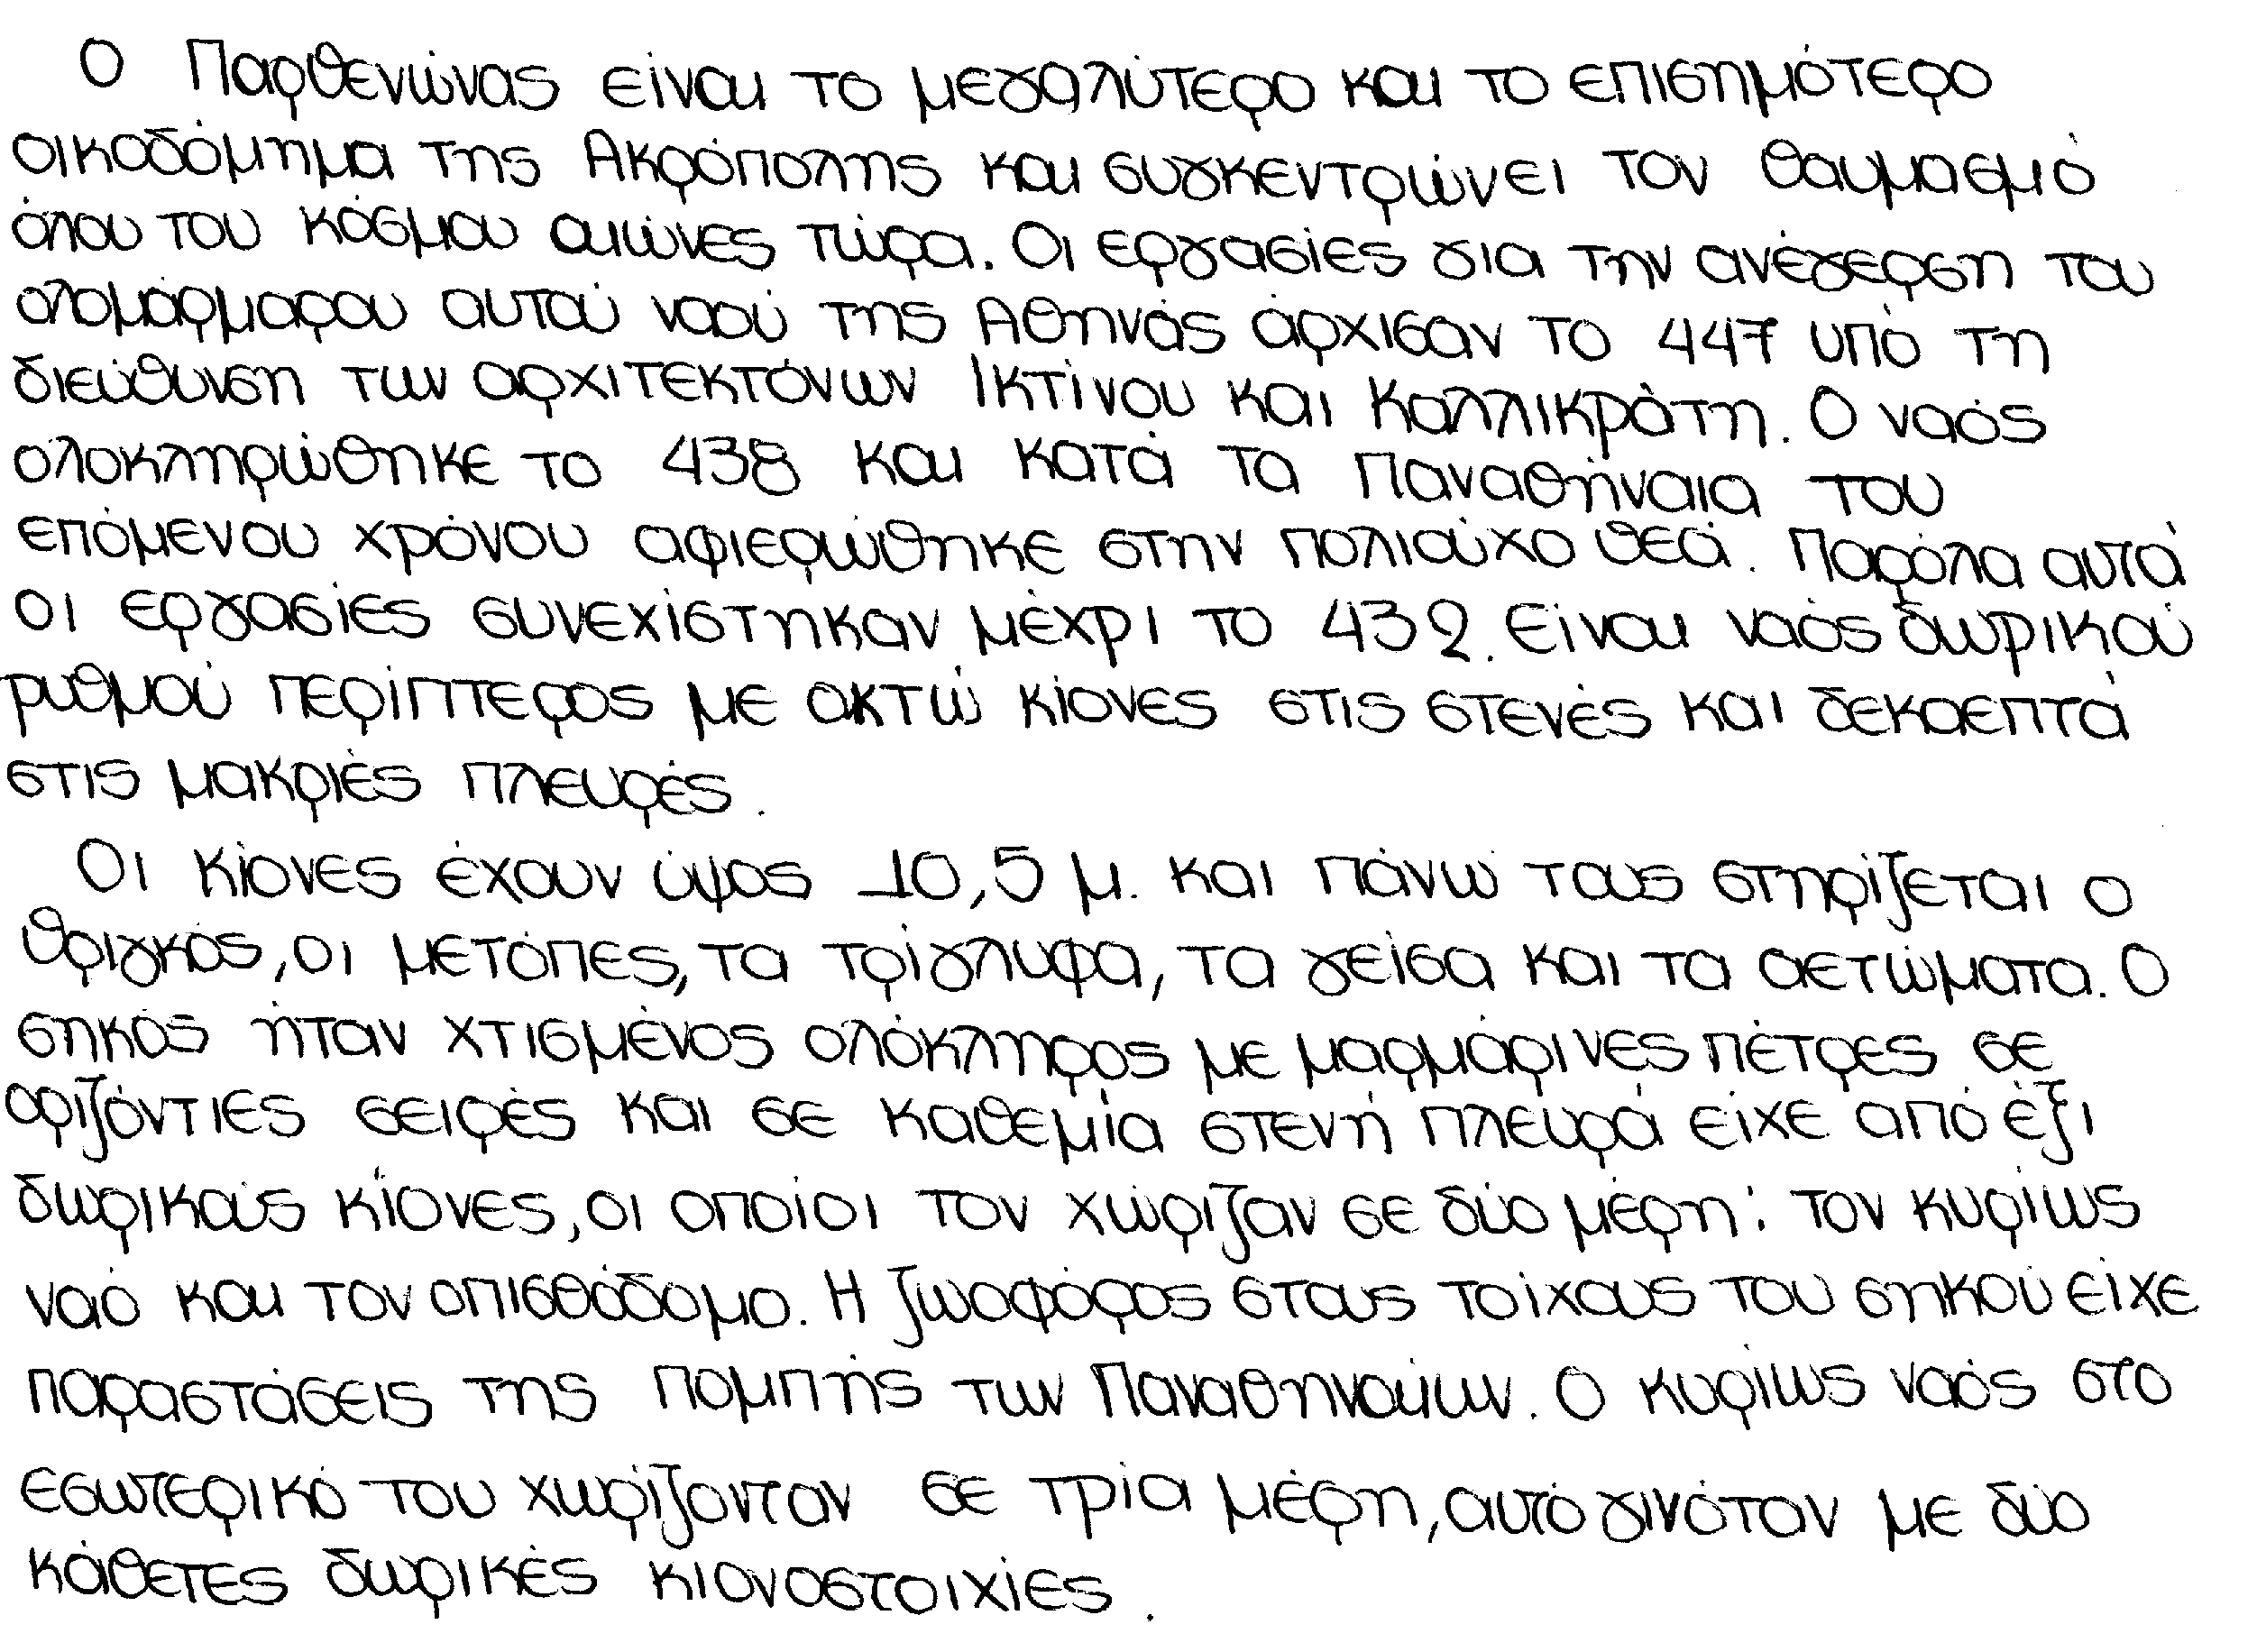 Ο Παρθενώνας είναι το μεγαλύτερο και το επισημότερο
οικοδόμημα της Ακρόπολης και συγκεντρώνει τον θαυμασμό
όλου του κόσμου αιώνες τώρα. Οι εργασίες για την ανέγερση του
ολομάρμαρου αυτού ναού της Αθηνάς άρχισαν το 447 υπό τη
διεύθυνση των αρχιτεκτόνων Ικτίνου και Καλλικράτη. Ο ναός
ολοκληρώθηκε το 438 και κατά τα Παναθήναια του
επόμενου χρόνου αφιερώθηκε στην πολιούχο θεά. Παρόλα αυτά
οι εργασίες συνεχίστηκαν μέχρι το 432. Είναι ναός δωρικού
ρυθμού περίπτερος με οκτώ κίονες στις στενές και δεκαεπτά
στις μακριές πλευρές.
Οι κίονες έχουν ύψος 10,5 μ. και πάνω τους στηρίζεται ο
θριγκός, οι μετόπες, τα τρίγλυφα, τα γείσα και τα αετώματα. Ο
σηκός ήταν χτισμένος ολόκληρος με μαρμάρινες πέτρες σε
οριζόντιες σειρές και σε καθεμία στενή πλευρά είχε από έξι
δωρικούς κίονες, οι οποίοι τον χώριζαν σε δύο μέρη: τον κυρίως
ναό και τον οπισθόδομο. Η ζωοφόρος στους τοίχους του σηκού είχε
παραστάσεις της πομπής των Παναθηναίων. Ο κυρίως ναός στο
εσωτερικό του χωρίζονταν σε τρία μέρη, αυτό γινόταν με δύο
κάθετες δωρικές κιονοστοιχίες.